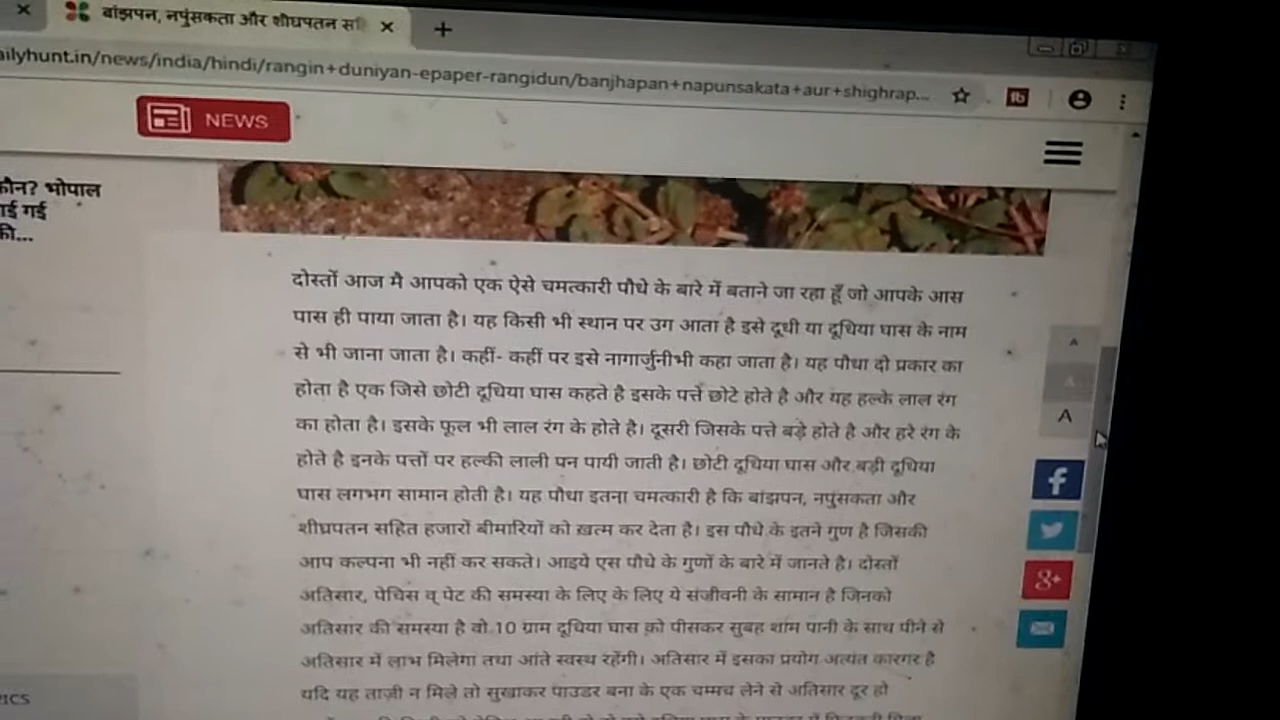 बांझपन, नपुंसकता और शीघ्रपतन
ailyhunt.in/news/india/hindi/rangin+duniyan-epaper-rangidun/banjhapan+napunsakata+aur+shighrap...
NEWS
कौन? भोपाल
गई
की...
दोस्तों आज मै आपको एक ऐसे चमत्कारी पौधे के बारे में बताने जा रहा हूँ जो आपके आस
पास ही पाया जाता है। यह किसी भी स्थान पर उग आता है इसे दूधी या दूधिया घास के नाम
से भी जाना जाता है। कहीं- कहीं पर इसे नागार्जुनीभी कहा जाता है। यह पौधा दो प्रकार का
होता है एक जिसे छोटी दूधिया घास कहते है इसके पत्ते छोटे होते है और यह हल्के लाल रंग
का होता है। इसके फूल भी लाल रंग के होते है। दूसरी जिसके पत्ते बड़े होते है और हरे रंग के
होते है इनके पत्तों पर हल्की लाली पन पायी जाती है। छोटी दूधिया घास और बड़ी दूधिया
घास लगभग सामान होती है। यह पौधा इतना चमत्कारी है कि बांझपन, नपुंसकता और
शीघ्रपतन सहित हजारों बीमारियों को ख़त्म कर देता है। इस पौधे के इतने गुण है जिसकी
आप कल्पना भी नहीं कर सकते। आइये एस पौधे के गुणों के बारे में जानते है। दोस्तों
अतिसार, पेचिस व् पेट की समस्या के लिए के लिए ये संजीवनी के सामान है जिनको
अतिसार की समस्या है वो 10 ग्राम दूधिया घास को पीसकर सुबह शाम पानी के साथ पीने से
अतिसार में लाभ मिलेगा तथा आंते स्वस्थ रहेंगी। अतिसार में इसका प्रयोग अत्यंत कारगर है
यदि यह ताज़ी न मिले तो सुखाकर पाउडर बना के एक चम्मच लेने से अतिसार दूर हो
A
A
A
ICS